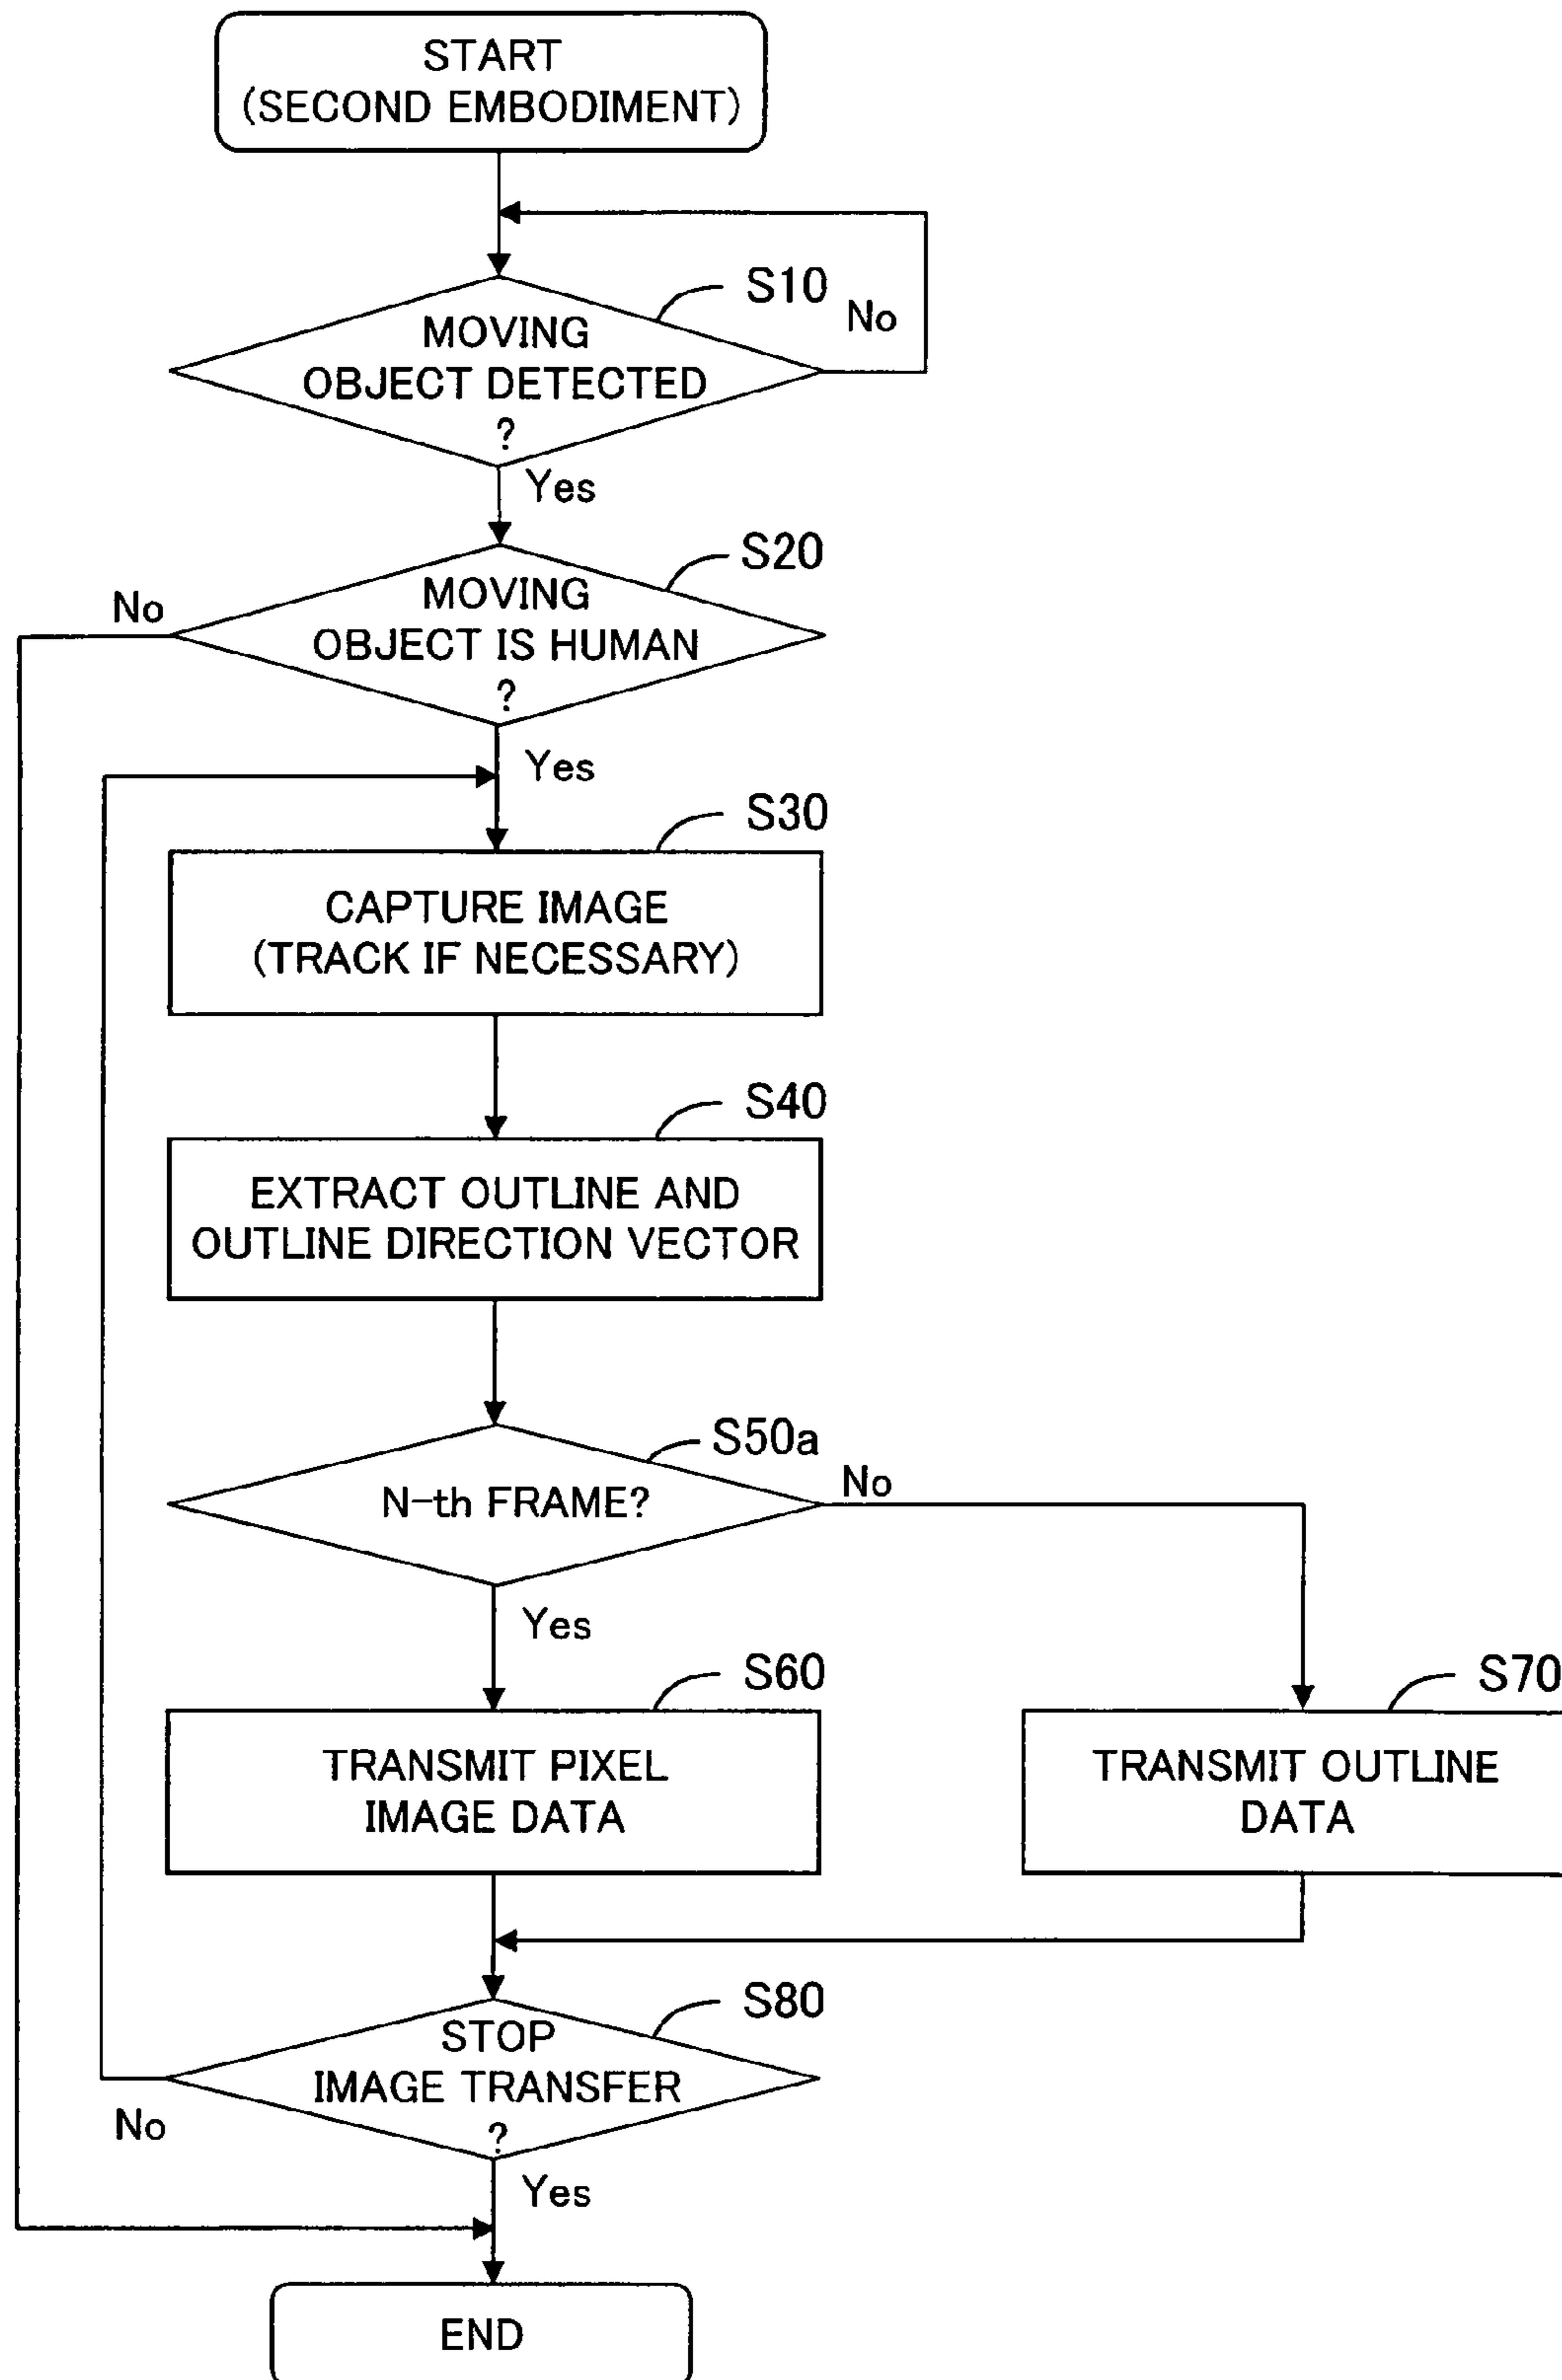 START
(SECOND EMBODIMENT)
S10
No
MOVING
OBJECT DETECTED
?
Yes
S20
No
MOVING
OBJECT IS HUMAN
?
Yes
S30
CAPTURE IMAGE
(TRACK IF NECESSARY)
S40
EXTRACT OUTLINE AND
OUTLINE DIRECTION VECTOR
S50a
No
N-th FRAME?
Yes
S60
S70
TRANSMIT PIXEL
IMAGE DATA
TRANSMIT OUTLINE
DATA
S80
STOP
IMAGE TRANSFER
?
No
Yes
END